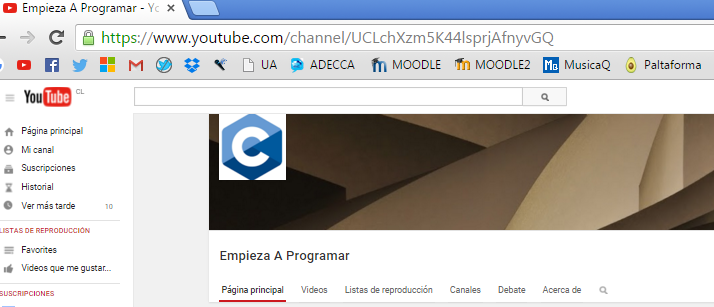 Empieza A Programar - Yo
https://www.youtube.com/channel/UCLchXzm5K44lsprjAfnyvGQ
UA ADECCA MOODLE MOODLE2 MB MusicaQ Paltaforma
YouTube CL
Página principal
Mi canal
Suscripciones
Historial
Ver más tarde 10
LISTAS DE REPRODUCCIÓN
Favorites
Videos que me gustar...
SUSCRIPCIONES
C
Empieza A Programar
Página principal Videos Listas de reproducción Canales Debate Acerca de